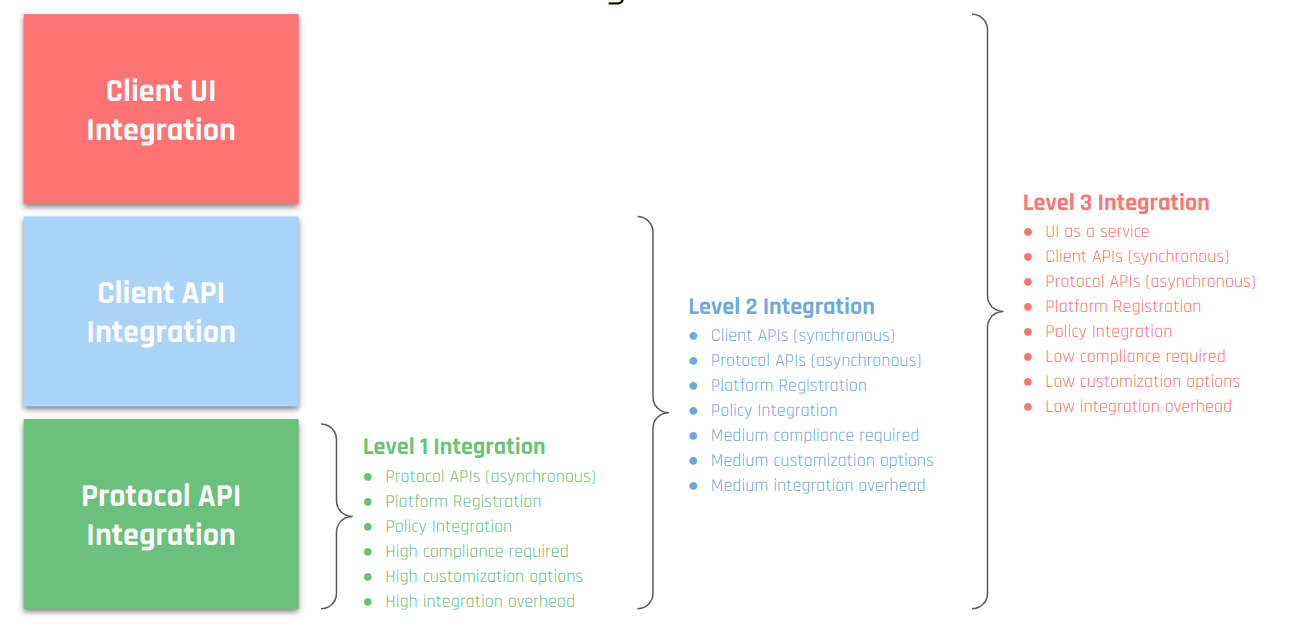 Client UI
Integration
Client API
Integration
Protocol API
Integration
Level 1 Integration
● Protocol APIs (asynchronous)
● Platform Registration
● Policy Integration
● High compliance required
● High customization options
● High integration overhead
Level 2 Integration
● Client APIs (synchronous)
● Protocol APIs (asynchronous)
● Platform Registration
● Policy Integration
● Medium compliance required
● Medium customization options
● Medium integration overhead
Level 3 Integration
● UI as a service
● Client APIs (synchronous)
● Protocol APIs (asynchronous)
● Platform Registration
● Policy Integration
● Low compliance required
● Low customization options
● Low integration overhead